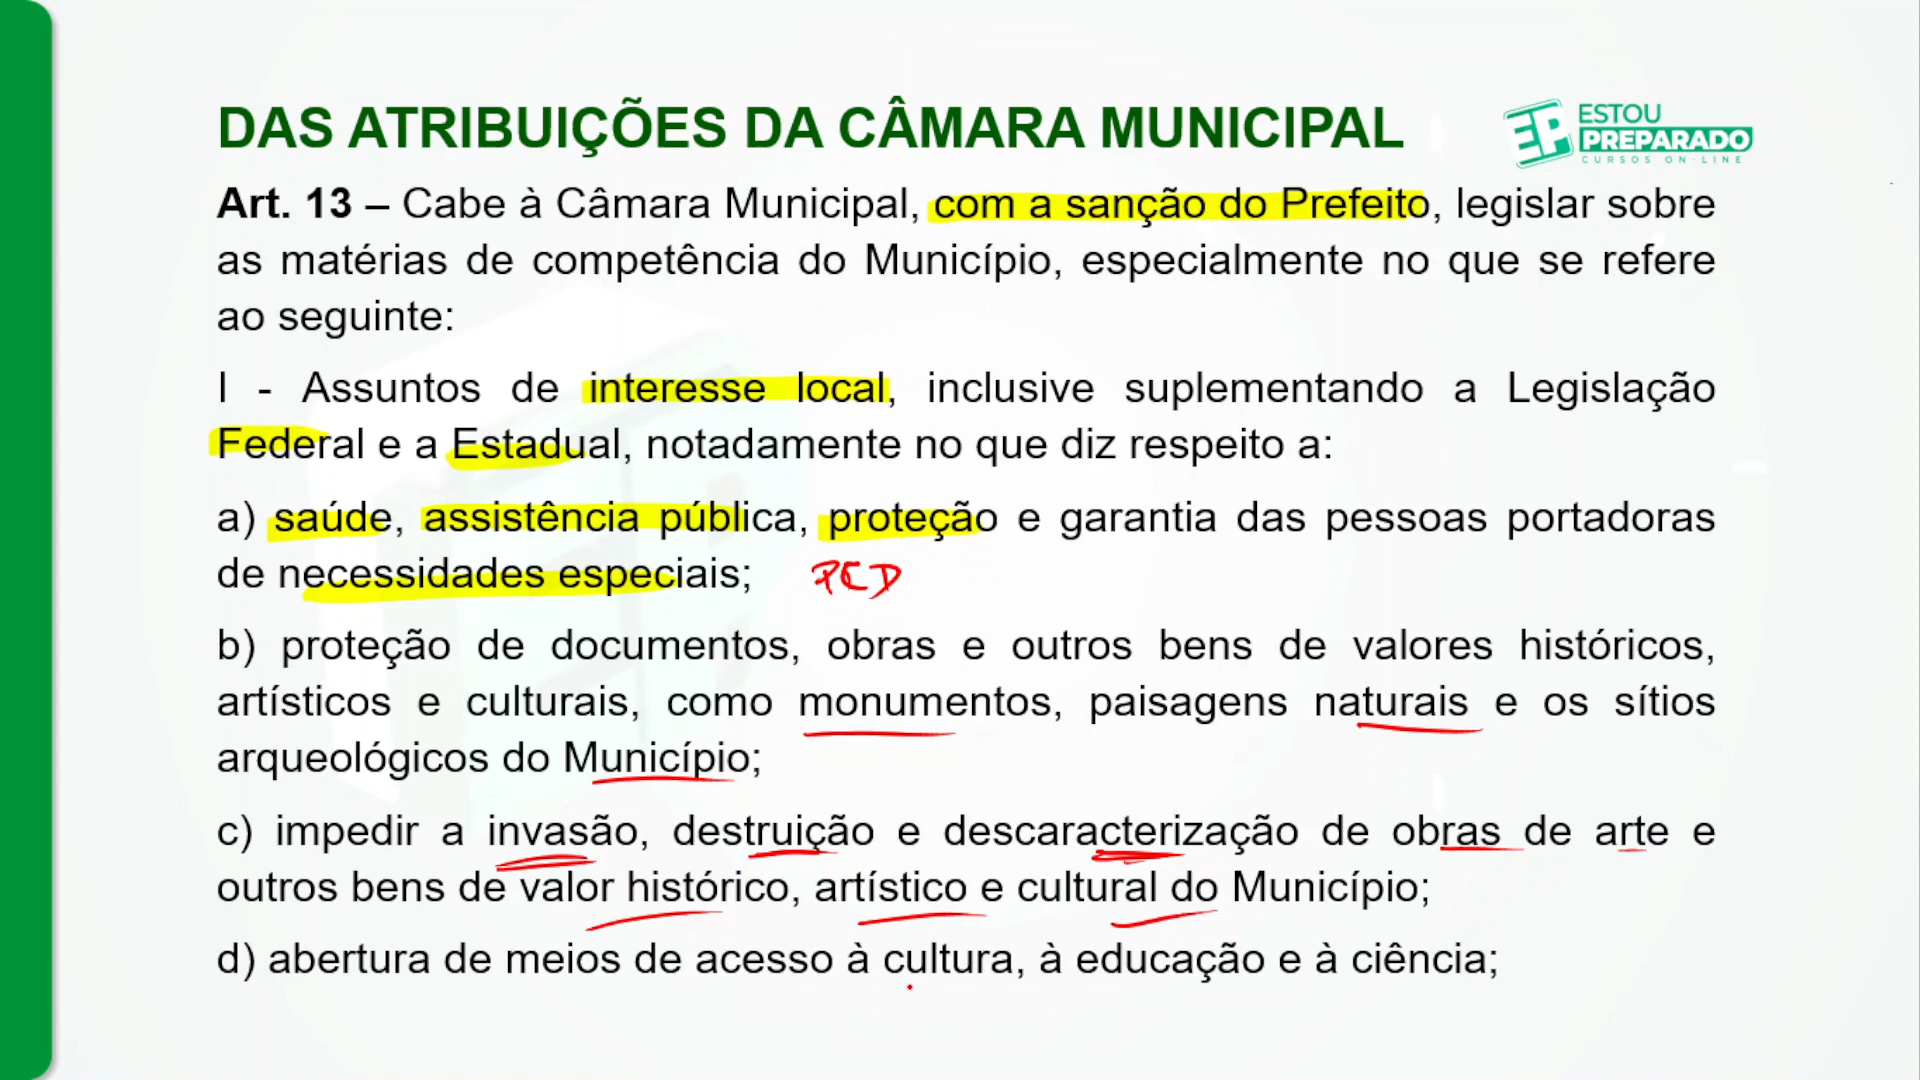 DAS ATRIBUIÇÕES DA CÂMARA MUNICIPAL
EP ESTOU
PREPARADO
CURSOS ON-LINE
Art. 13 – Cabe à Câmara Municipal, com a sanção do Prefeito, legislar sobre
as matérias de competência do Município, especialmente no que se refere
ao seguinte:
I - Assuntos de interesse local, inclusive suplementando a Legislação
Federal e a Estadual, notadamente no que diz respeito a:
a) saúde, assistência pública, proteção e garantia das pessoas portadoras
de necessidades especiais; PCD
b) proteção de documentos, obras e outros bens de valores históricos,
artísticos e culturais, como monumentos, paisagens naturais e os sítios
arqueológicos do Município;
c) impedir a invasão, destruição e descaracterização de obras de arte e
outros bens de valor histórico, artístico e cultural do Município;
d) abertura de meios de acesso à cultura, à educação e à ciência;